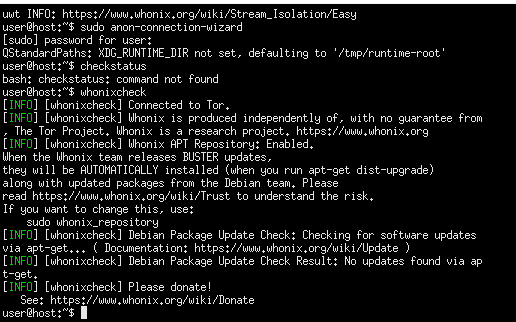 uwt INFO: https://www.whonix.org/wiki/Stream_Isolation/Easy
user@host:~$ sudo anon-connection-wizard
[sudo] password for user:
QStandardPaths: XDG_RUNTIME_DIR not set, defaulting to '/tmp/runtime-root'
user@host:~$ checkstatus
bash: checkstatus: command not found
user@host:~$ whonixcheck
[INFO] [whonixcheck] Connected to Tor.
[INFO] [whonixcheck] Whonix is produced independently of, with no guarantee from
, The Tor Project. Whonix is a research project. https://www.whonix.org
[INFO] [whonixcheck] Whonix APT Repository: Enabled.
When the Whonix team releases BUSTER updates,
they will be AUTOMATICALLY installed (when you run apt-get dist-upgrade)
along with updated packages from the Debian team. Please
read https://www.whonix.org/wiki/Trust to understand the risk.
If you want to change this, use:
    sudo whonix_repository
[INFO] [whonixcheck] Debian Package Update Check: Checking for software updates
via apt-get... ( Documentation: https://www.whonix.org/wiki/Update )
[INFO] [whonixcheck] Debian Package Update Check Result: No updates found via ap
t-get.
[INFO] [whonixcheck] Please donate!
   See: https://www.whonix.org/wiki/Donate
user@host:~$